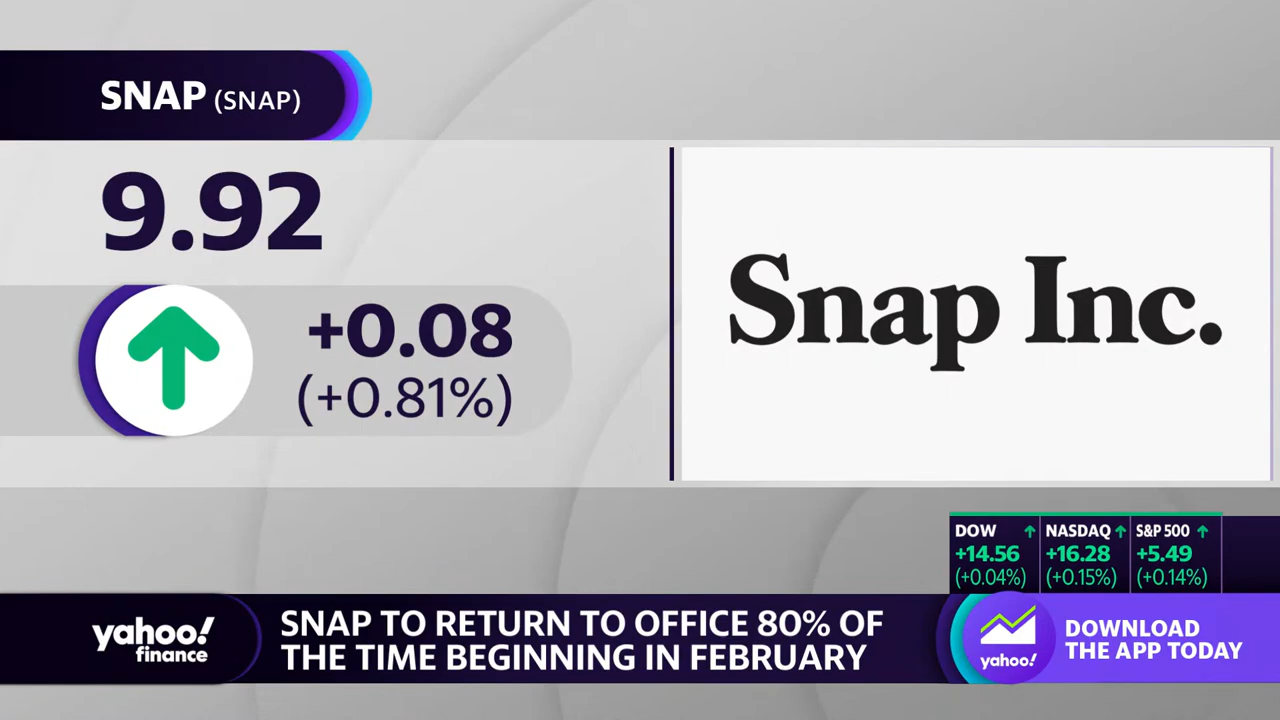 SNAP (SNAP)
9.92
+0.08
(+0.81%)
Snap Inc.
DOW
+14.56
(+0.04%)
NASDAQ
+16.28
(+0.15%)
S&P 500
+5.49
(+0.14%)
yahoo!
finance
SNAP TO RETURN TO OFFICE 80% OF
THE TIME BEGINNING IN FEBRUARY
yahoo!
DOWNLOAD
THE APP TODAY